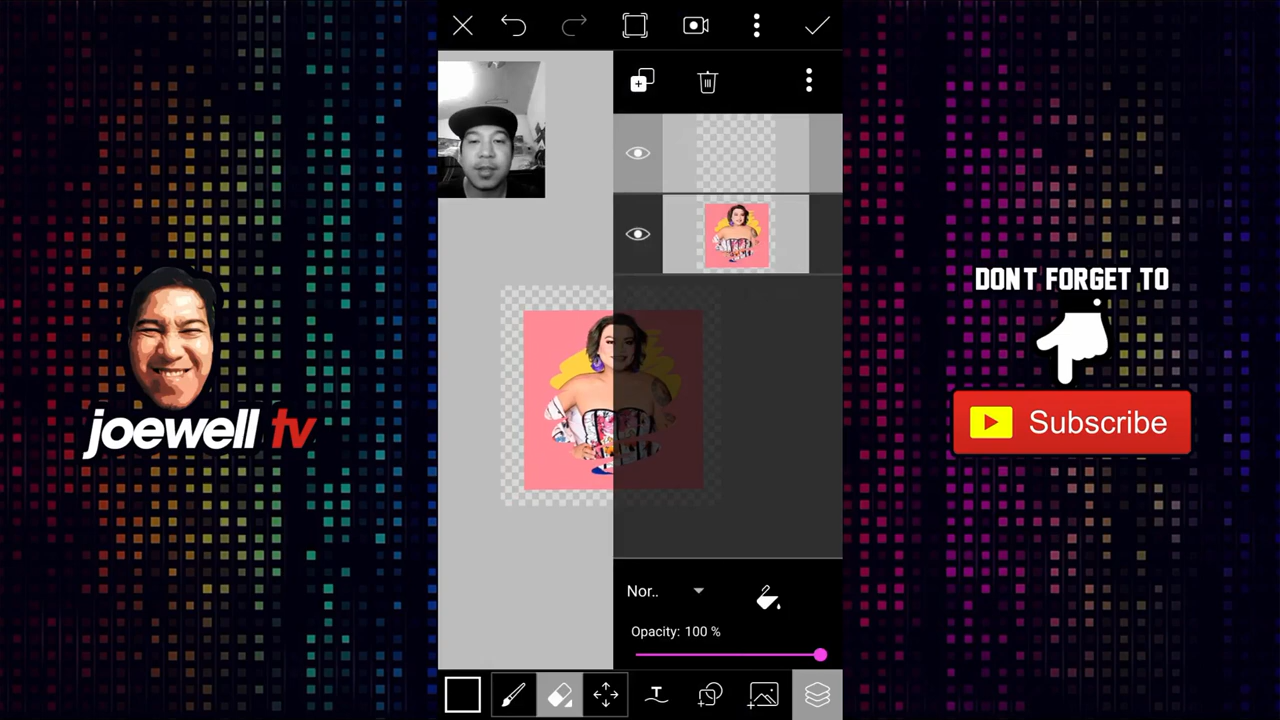 joewell tv
Nor..
Opacity: 100 %
T
DONT FORGET TO
Subscribe